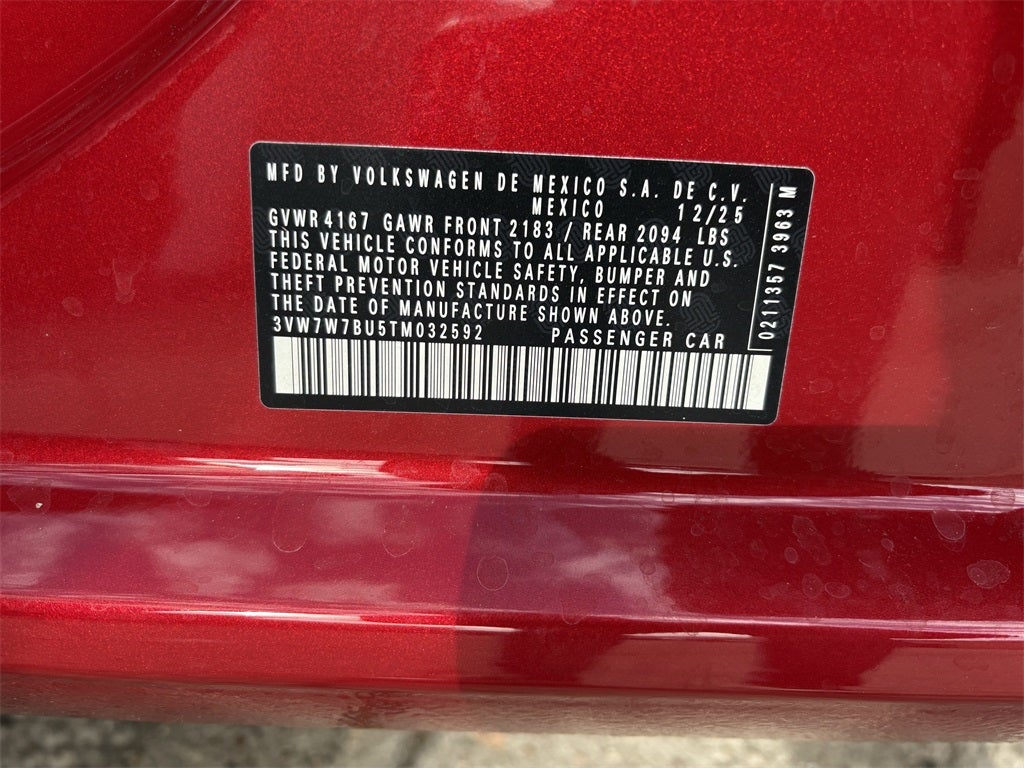 MFD BY VOLKSWAGEN DE MEXICO S.A. DE C.V.
MEXICO 12/25
GVWR 4167 GAWR FRONT 2183 / REAR 2094 LBS
THIS VEHICLE CONFORMS TO ALL APPLICABLE U.S.
FEDERAL MOTOR VEHICLE SAFETY, BUMPER AND
THEFT PREVENTION STANDARDS IN EFFECT ON
THE DATE OF MANUFACTURE SHOWN ABOVE.
3VW7W7BU5TM032592 PASSENGER CAR
0211357 3963 M